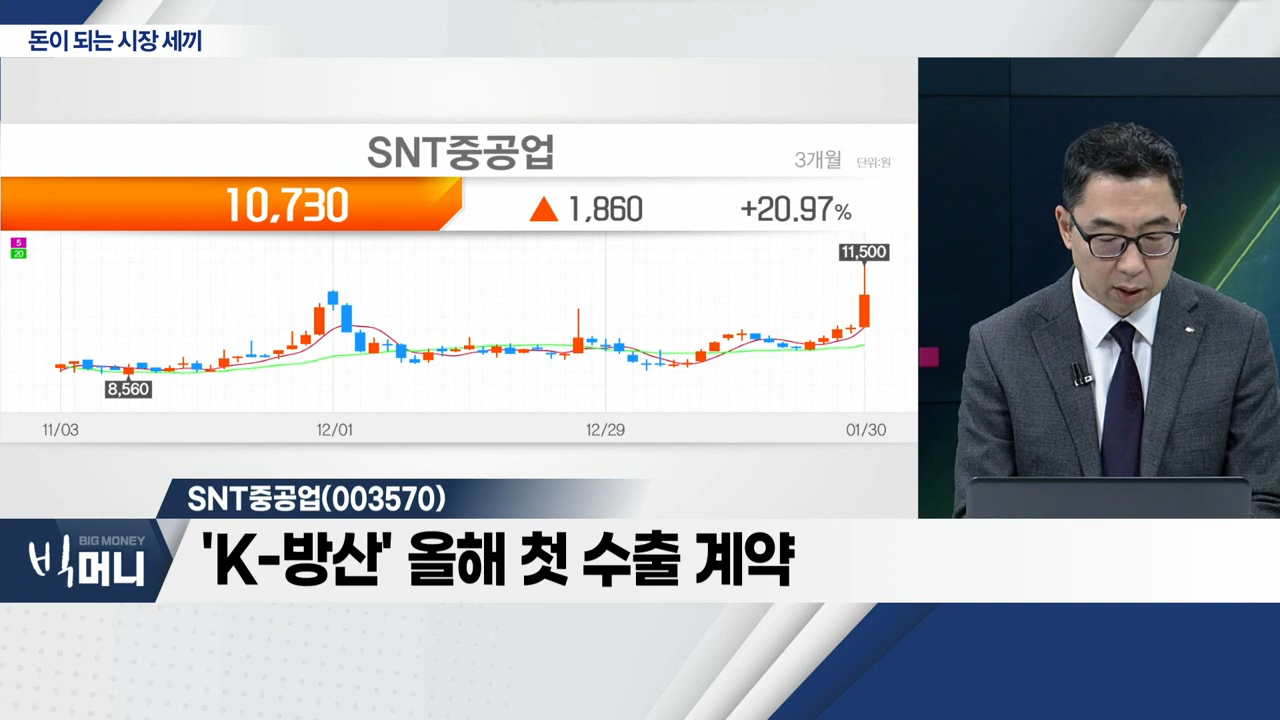 돈이 되는 시장 세끼
SNT중공업
3개월 단위:원
10,730 ▲ 1,860 +20.97%
5
20
11,500
8,560
11/03 12/01 12/29 01/30
SNT중공업(003570)
BIG MONEY
빅머니
'K-방산' 올해 첫 수출 계약